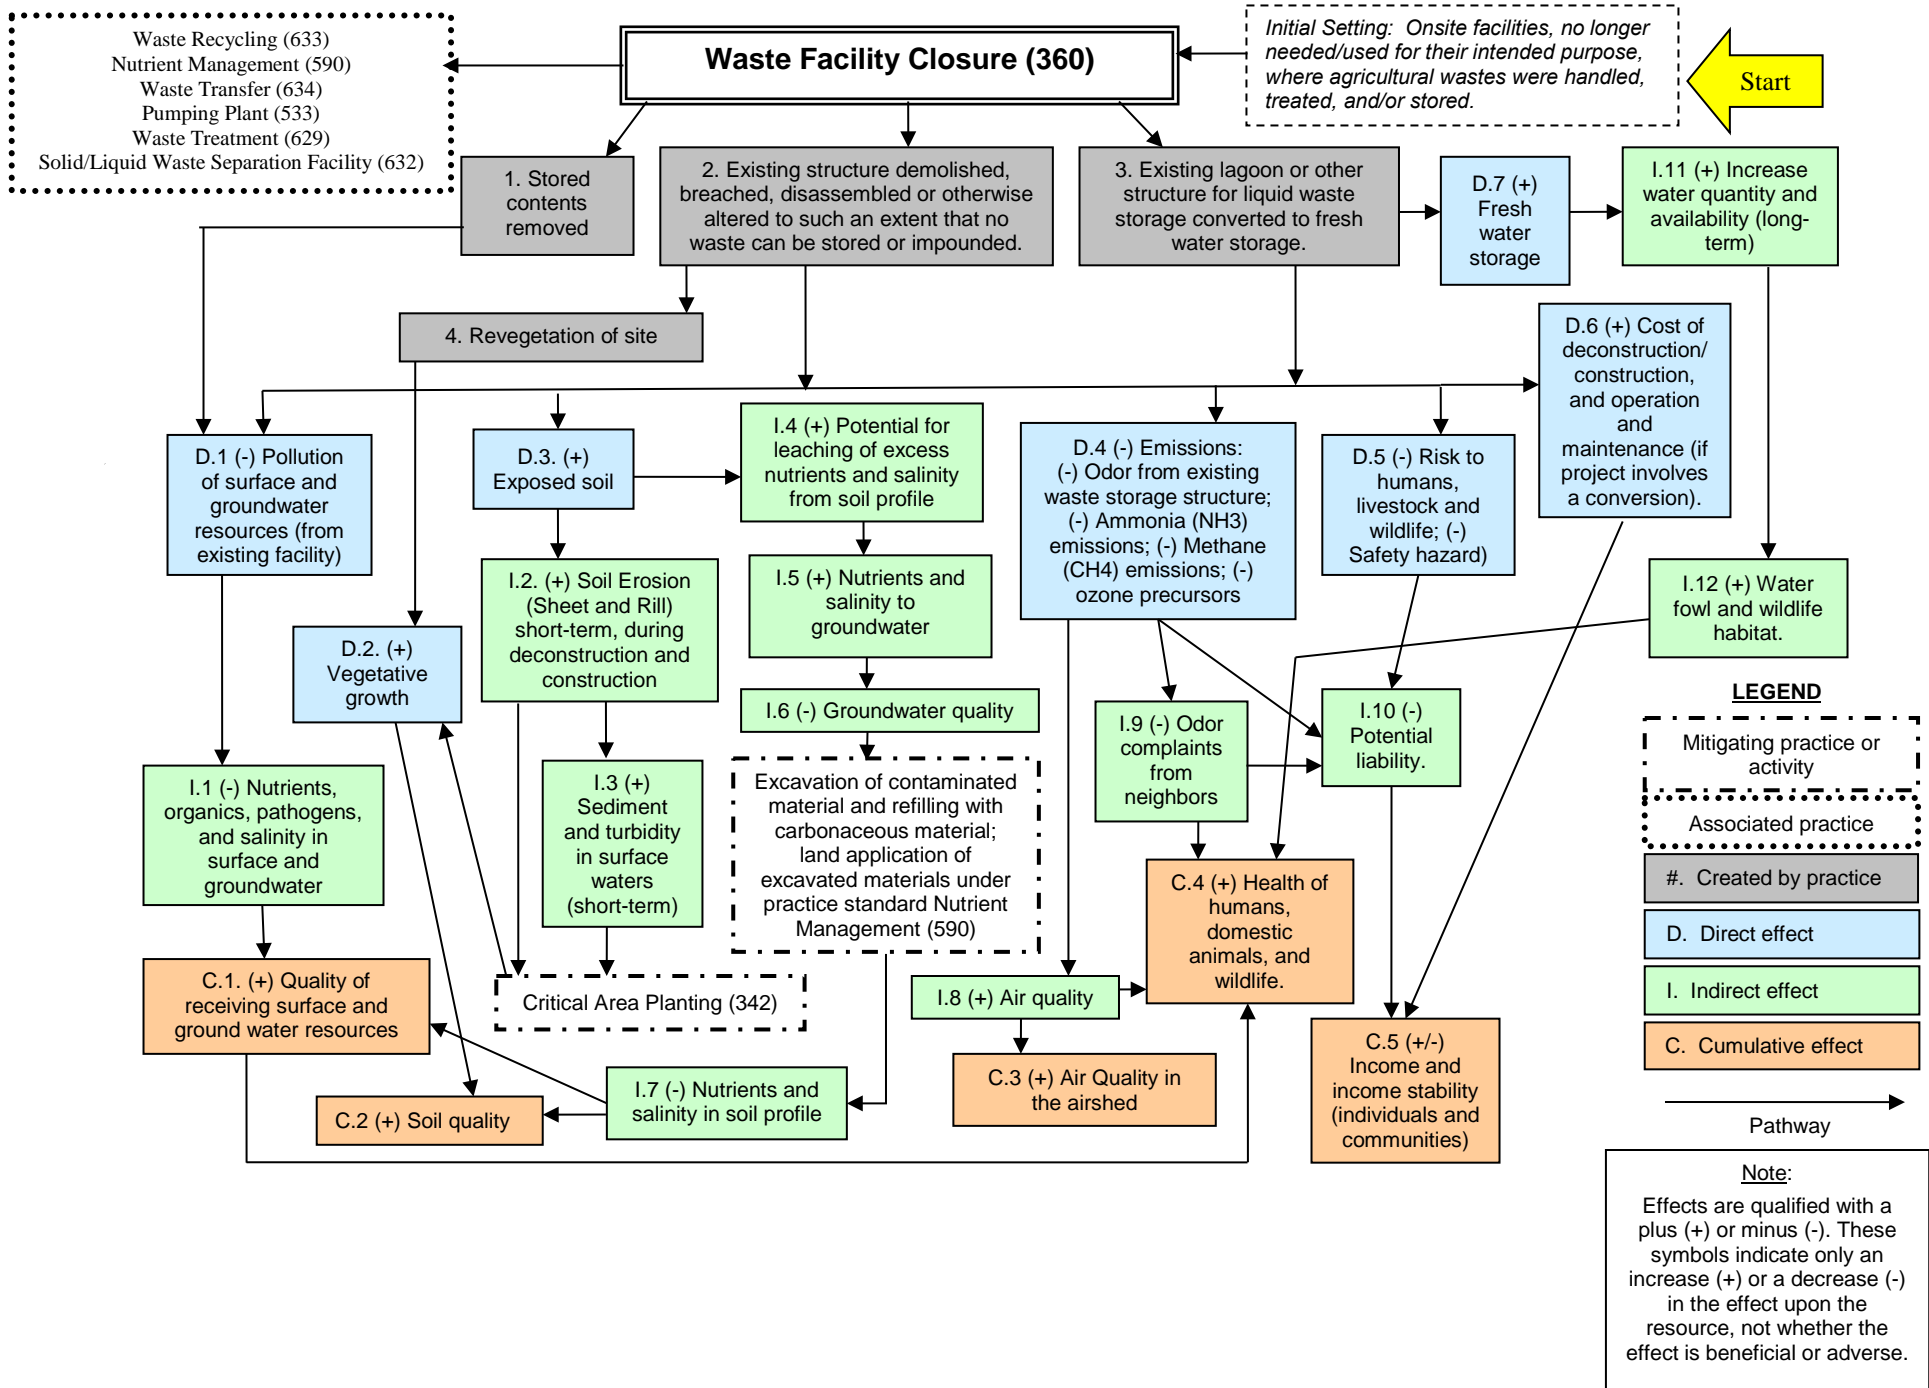 Waste Recycling (633)
Nutrient Management (590)
Waste Transfer (634)
Pumping Plant (533)
Waste Treatment (629)
Solid/Liquid Waste Separation Facility (632)
Waste Facility Closure (360)
Initial Setting: Onsite facilities, no longer
needed/used for their intended purpose,
where agricultural wastes were handled,
treated, and/or stored.
Start
1. Stored
contents
removed
2. Existing structure demolished,
breached, disassembled or otherwise
altered to such an extent that no
waste can be stored or impounded.
3. Existing lagoon or other
structure for liquid waste
storage converted to fresh
water storage.
D.7 (+)
Fresh
water
storage
I.11 (+) Increase
water quantity and
availability (long-
term)
4. Revegetation of site
D.6 (+) Cost of
deconstruction/
construction,
and operation
and
maintenance (if
project involves
a conversion).
D.1 (-) Pollution
of surface and
groundwater
resources (from
existing facility)
D.3. (+)
Exposed soil
I.4 (+) Potential for
leaching of excess
nutrients and salinity
from soil profile
D.4 (-) Emissions:
(-) Odor from existing
waste storage structure;
(-) Ammonia (NH3)
emissions; (-) Methane
(CH4) emissions; (-)
ozone precursors
D.5 (-) Risk to
humans,
livestock and
wildlife; (-)
Safety hazard)
I.2. (+) Soil Erosion
(Sheet and Rill)
short-term, during
deconstruction and
construction
I.5 (+) Nutrients and
salinity to
groundwater
I.12 (+) Water
fowl and wildlife
habitat.
D.2. (+)
Vegetative
growth
I.6 (-) Groundwater quality
I.9 (-) Odor
complaints
from
neighbors
I.10 (-)
Potential
liability.
I.1 (-) Nutrients,
organics, pathogens,
and salinity in
surface and
groundwater
I.3 (+)
Sediment
and turbidity
in surface
waters
(short-term)
Excavation of contaminated
material and refilling with
carbonaceous material;
land application of
excavated materials under
practice standard Nutrient
Management (590)
C.4 (+) Health of
humans,
domestic
animals, and
wildlife.
C.1. (+) Quality of
receiving surface and
ground water resources
Critical Area Planting (342)
I.8 (+) Air quality
C.2 (+) Soil quality
I.7 (-) Nutrients and
salinity in soil profile
C.3 (+) Air Quality in
the airshed
C.5 (+/-)
Income and
income stability
(individuals and
communities)
LEGEND
Mitigating practice or
activity
Associated practice
#. Created by practice
D. Direct effect
I. Indirect effect
C. Cumulative effect
Pathway
Note:
Effects are qualified with a
plus (+) or minus (-). These
symbols indicate only an
increase (+) or a decrease (-)
in the effect upon the
resource, not whether the
effect is beneficial or adverse.